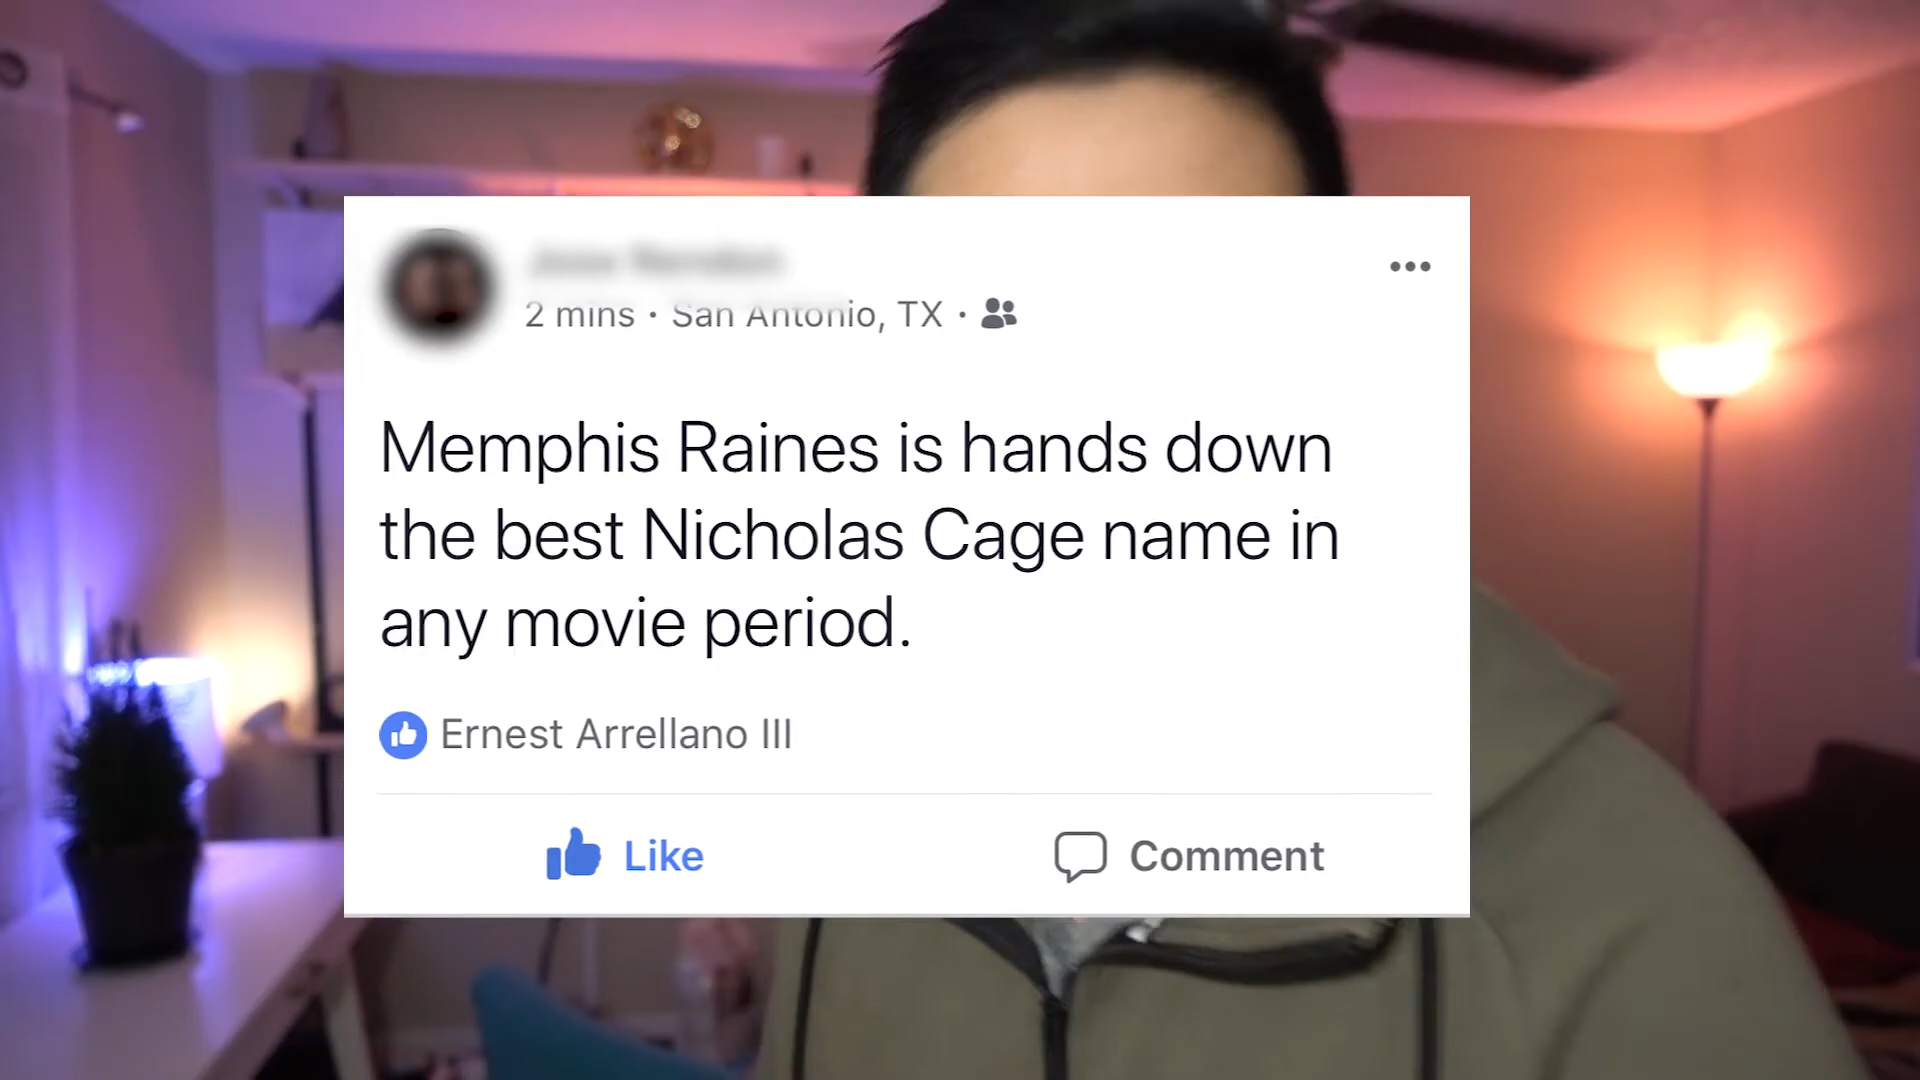 2 mins · San Antonio, TX ·
Memphis Raines is hands down
the best Nicholas Cage name in
any movie period.
Ernest Arrellano III
Like
Comment